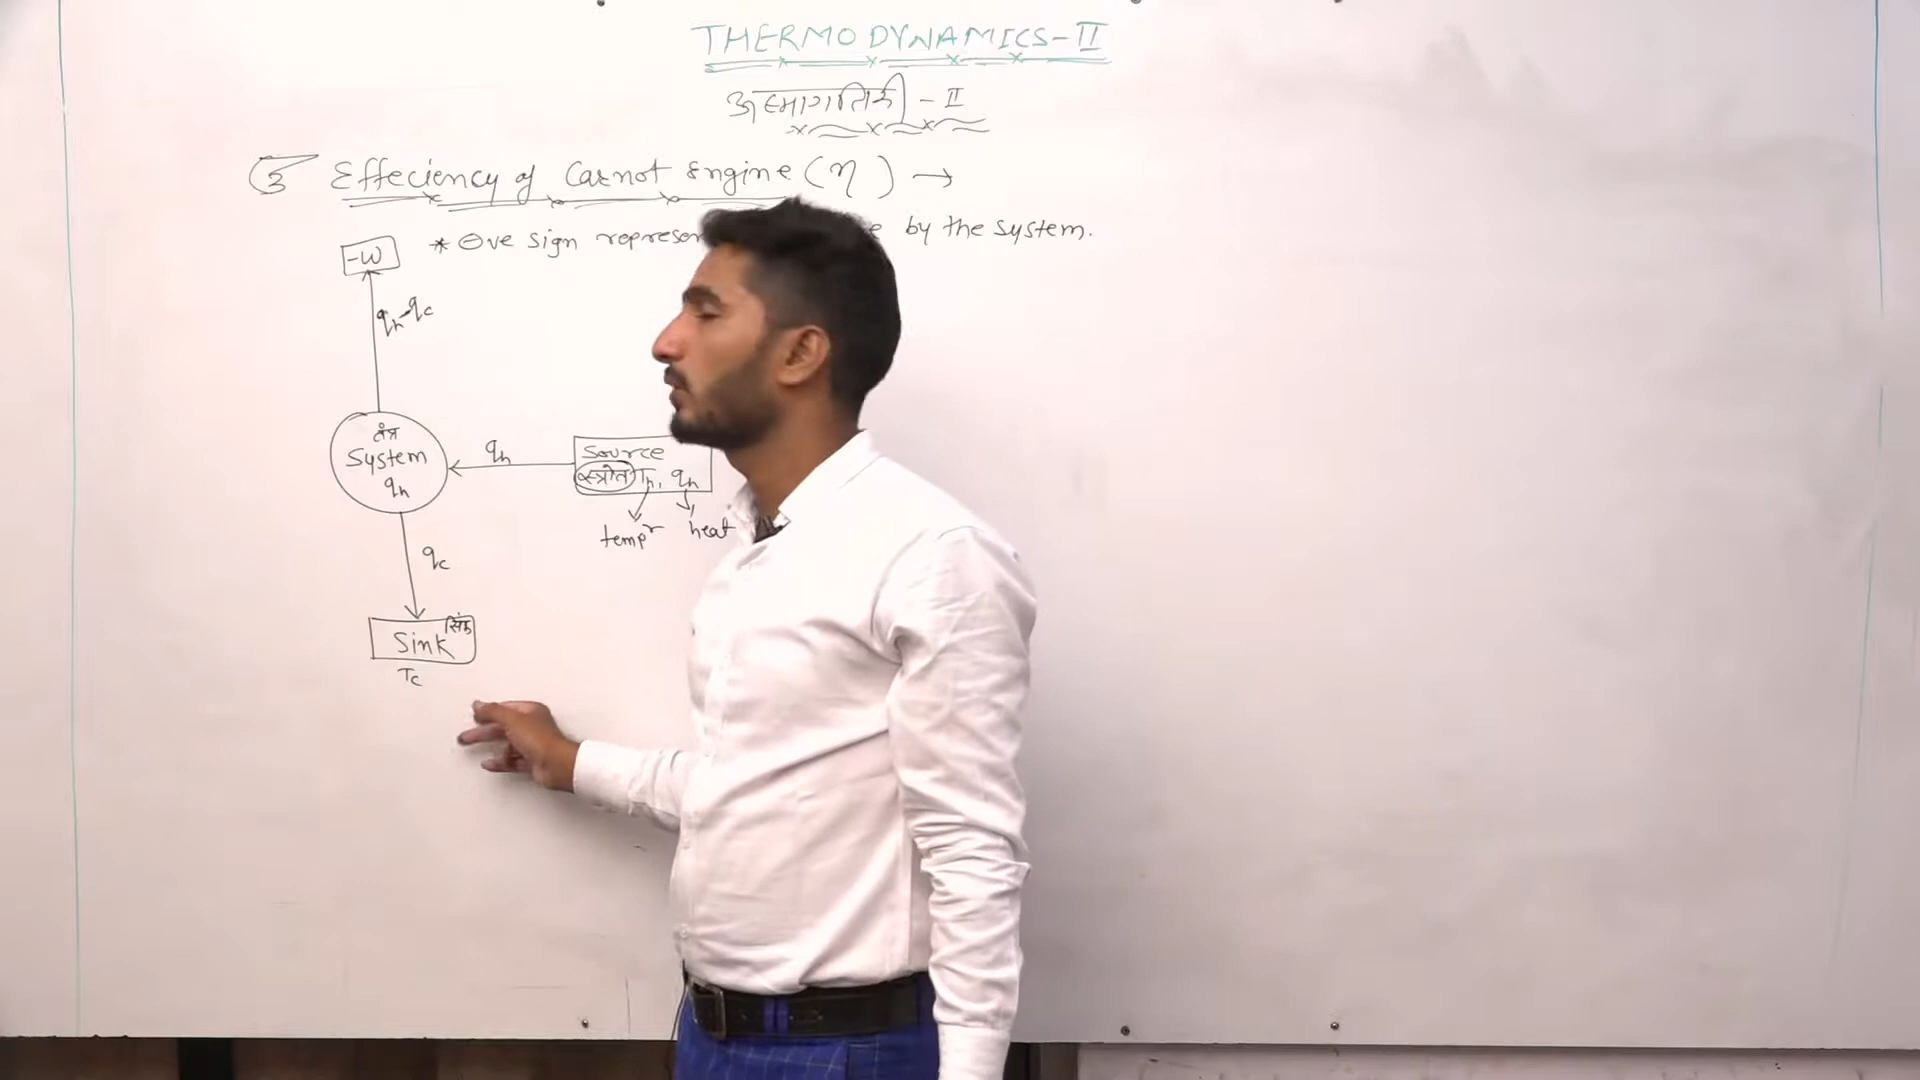 THERMODYNAMICS-II
ऊष्मागतिकी - II
3 Effeciency of Carnot Engine (η) →
* ⊖ve sign represen by the system.
-w
qh-qc
तंत्र
System
qh
qh
Source
स्त्रोत Th, qh
tempr heat
qc
Sink सिंक
Tc